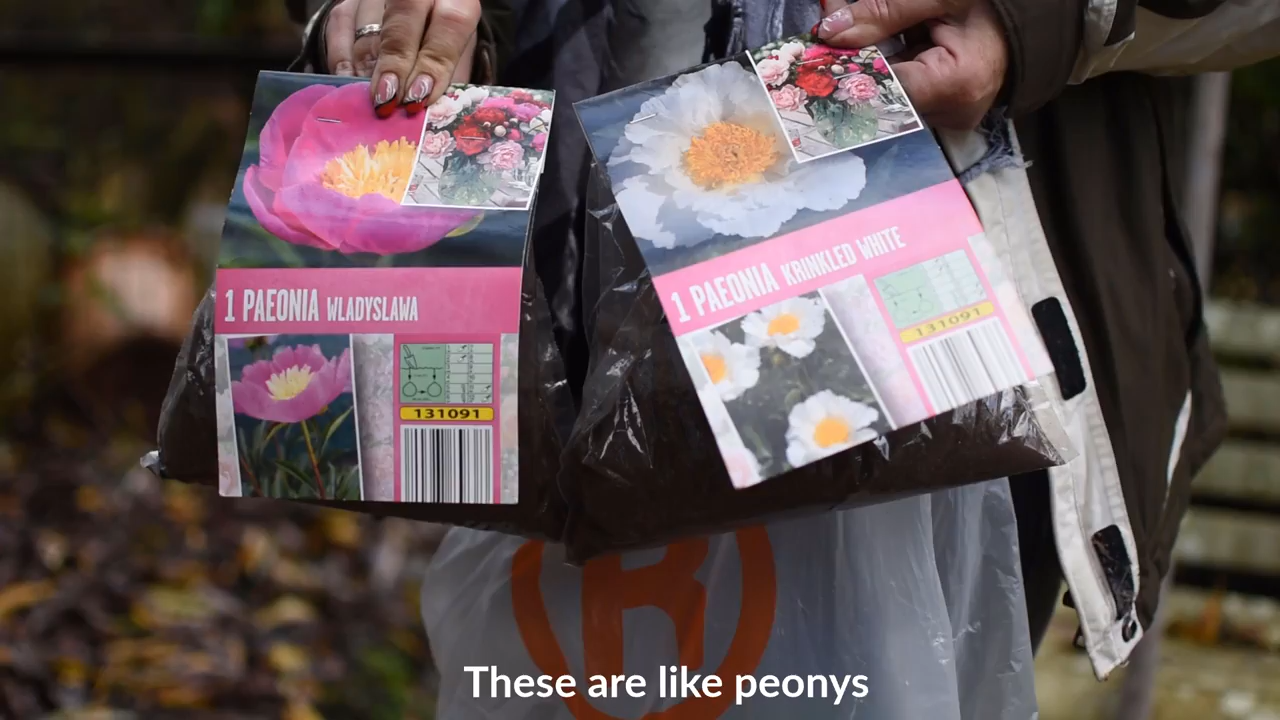 1 PAEONIA WLADYSLAWA
131091
1 PAEONIA KRINKLED WHITE
131091
R
These are like peonys